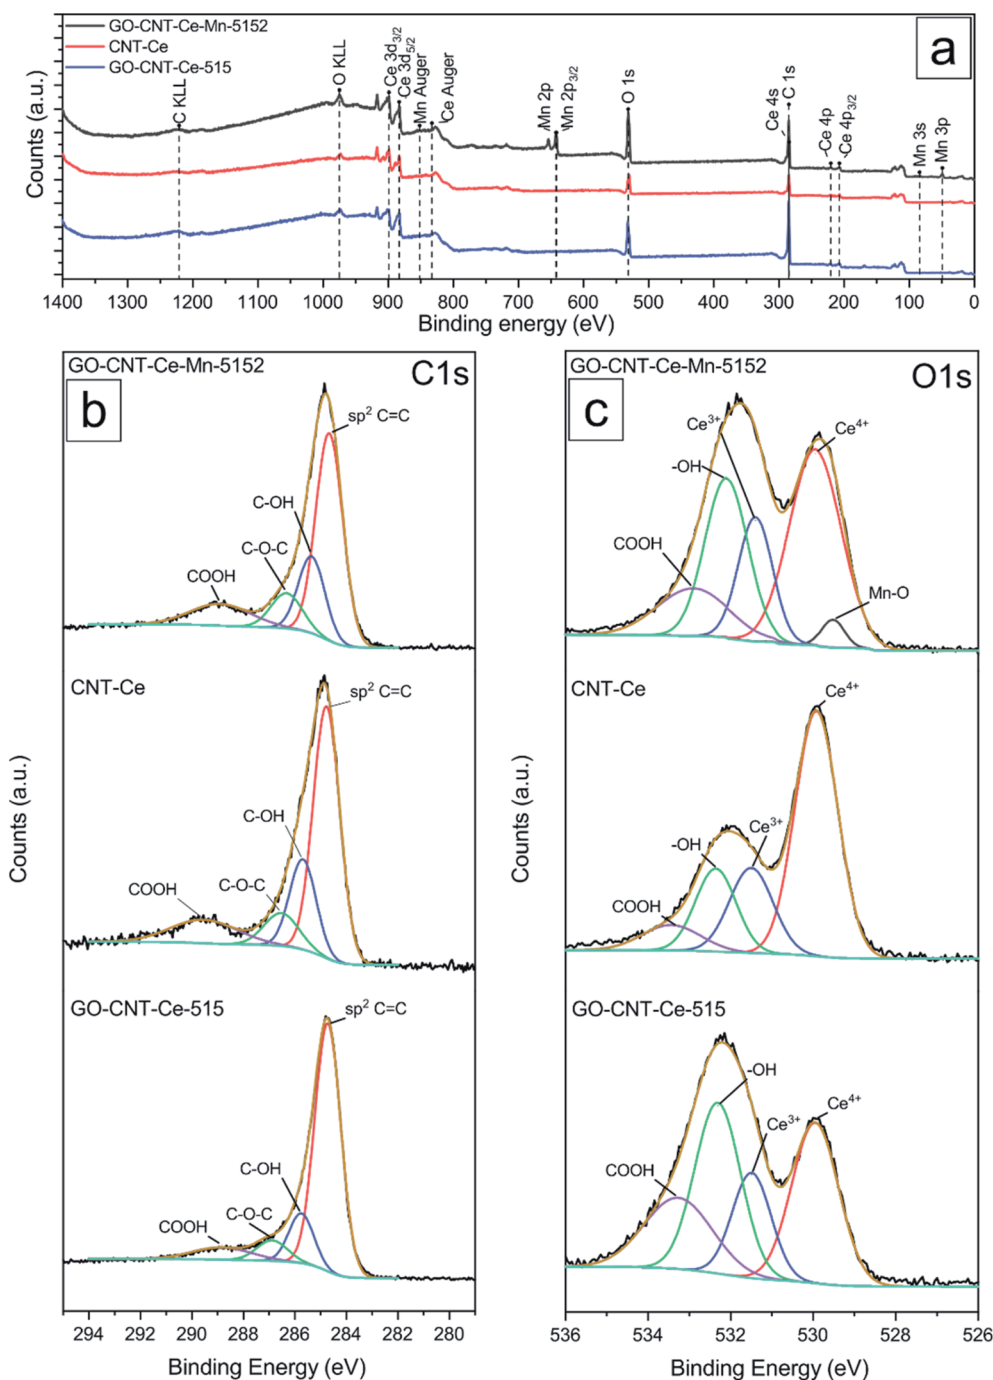 GO-CNT-Ce-Mn-5152
CNT-Ce
GO-CNT-Ce-515
a
C KLL
O KLL
Ce 3d3/2
Ce 3d5/2
Mn Auger
Ce Auger
Mn 2p
Mn 2p3/2
O 1s
Ce 4s
C 1s
Ce 4p
Ce 4p3/2
Mn 3s
Mn 3p
Counts (a.u.)
1400 1300 1200 1100 1000 900 800 700 600 500 400 300 200 100 0
Binding energy (eV)
GO-CNT-Ce-Mn-5152
C1s
b
sp² C=C
C-OH
C-O-C
COOH
CNT-Ce
sp² C=C
C-OH
C-O-C
COOH
GO-CNT-Ce-515
sp² C=C
C-OH
C-O-C
COOH
Counts (a.u.)
294 292 290 288 286 284 282 280
Binding Energy (eV)
GO-CNT-Ce-Mn-5152
O1s
c
Ce³⁺
Ce⁴⁺
-OH
COOH
Mn-O
CNT-Ce
Ce⁴⁺
Ce³⁺
-OH
COOH
GO-CNT-Ce-515
-OH
Ce³⁺
Ce⁴⁺
COOH
Counts (a.u.)
536 534 532 530 528 526
Binding Energy (eV)